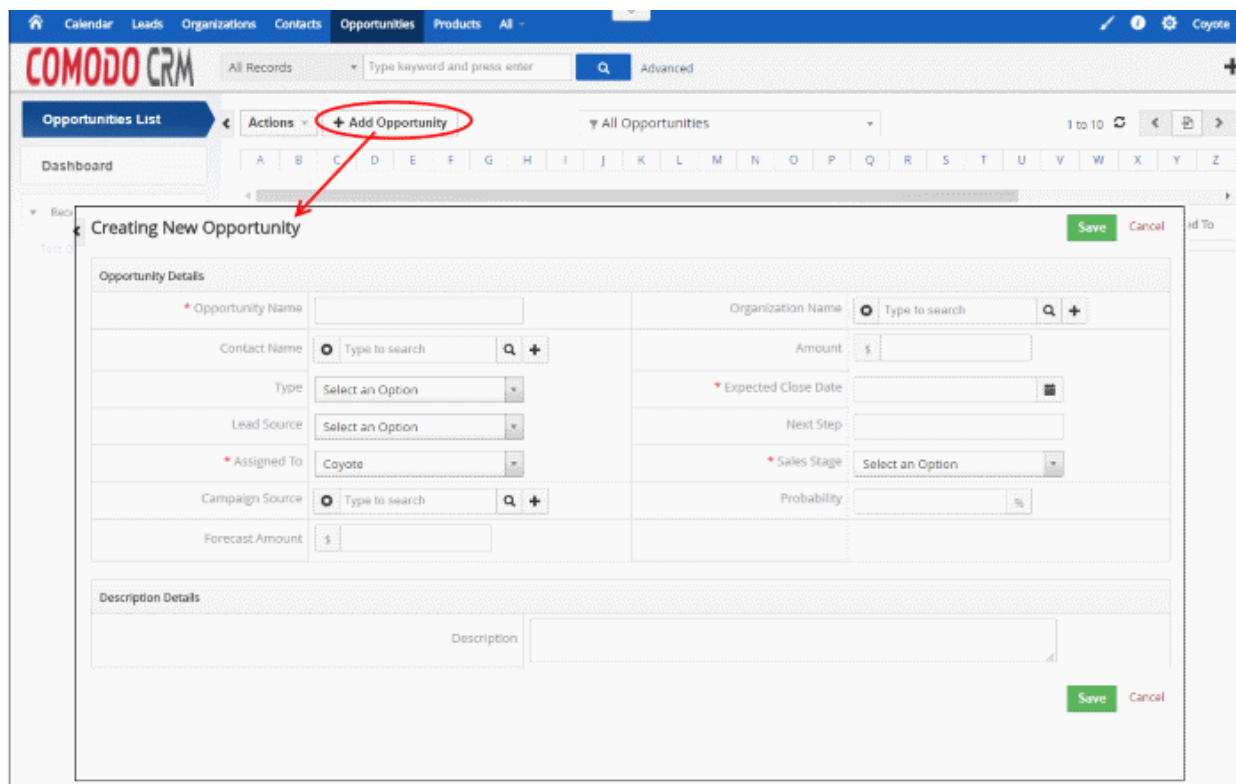 Calendar Leads Organizations Contacts Opportunities Products All Coyote
COMODO CRM All Records Type keyword and press enter Advanced
Opportunities List Actions + Add Opportunity All Opportunities 1 to 10
Dashboard A B C D E F G H I J K L M N O P Q R S T U V W X Y Z
Creating New Opportunity Save Cancel ed To
Opportunity Details
* Opportunity Name Organization Name Type to search
Contact Name Type to search Amount $
Type Select an Option * Expected Close Date
Lead Source Select an Option Next Step
* Assigned To Coyote * Sales Stage Select an Option
Campaign Source Type to search Probability %
Forecast Amount $
Description Details
Description
Save Cancel